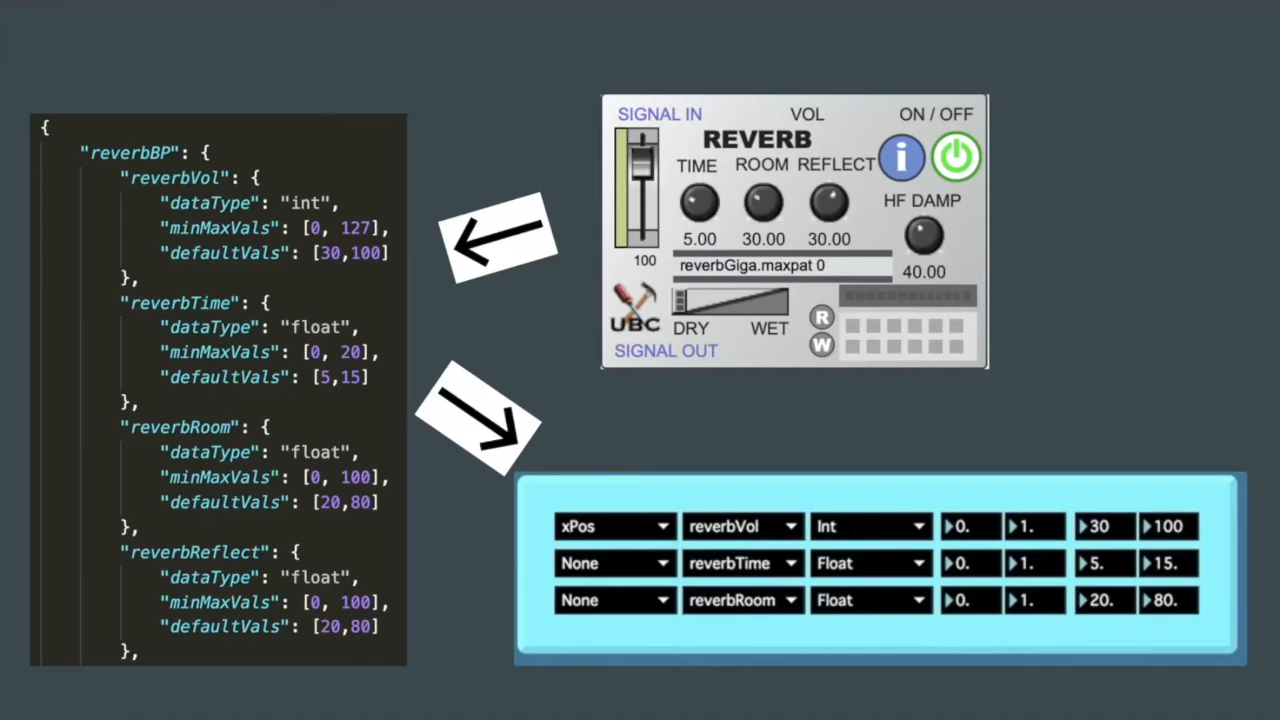 {
"reverbBP": {
"reverbVol": {
"dataType": "int",
"minMaxVals": [0, 127],
"defaultVals": [30,100]
},
"reverbTime": {
"dataType": "float",
"minMaxVals": [0, 20],
"defaultVals": [5,15]
},
"reverbRoom": {
"dataType": "float",
"minMaxVals": [0, 100],
"defaultVals": [20,80]
},
"reverbReflect": {
"dataType": "float",
"minMaxVals": [0, 100],
"defaultVals": [20,80]
},
SIGNAL IN VOL ON / OFF
REVERB
TIME ROOM REFLECT
HF DAMP
5.00 30.00 30.00
100
reverbGiga.maxpat 0
40.00
UBC
DRY WET
R
W
SIGNAL OUT
xPos reverbVol Int 0. 1. 30 100
None reverbTime Float 0. 1. 5. 15.
None reverbRoom Float 0. 1. 20. 80.